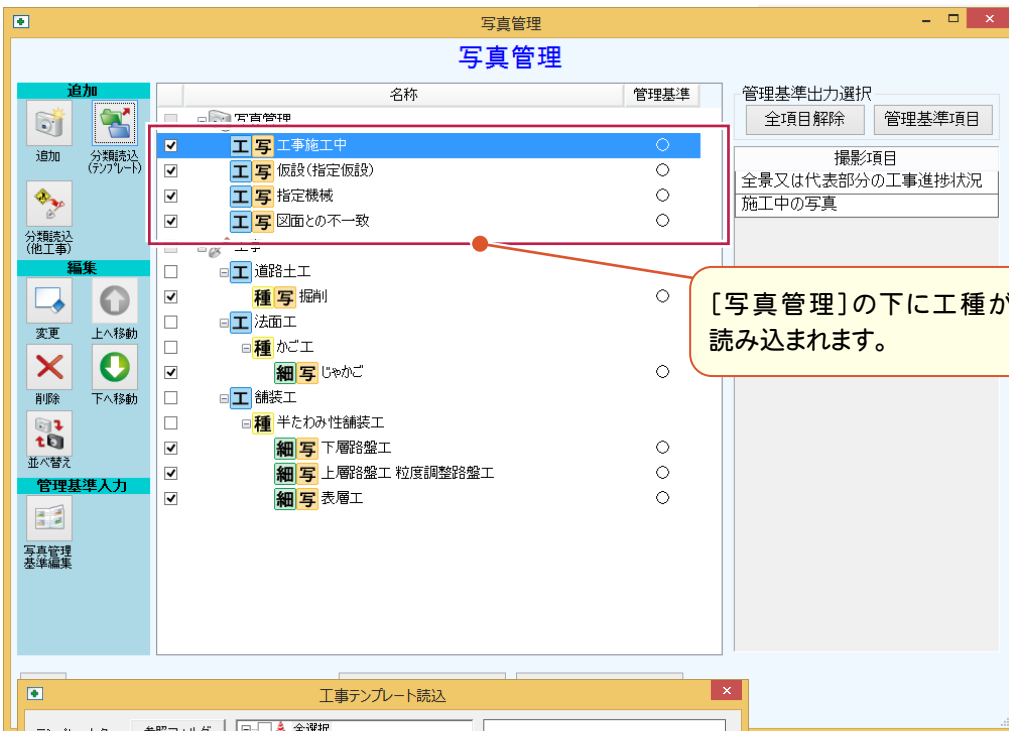 写真管理
写真管理
追加
追加
分類読込
(テンプレート)
分類読込
(他工事)
編集
変更
上へ移動
削除
下へ移動
並べ替え
管理基準入力
写真管理
基準編集
名称 管理基準
写真管理
工 写 工事施工中 ○
工 写 仮設(指定仮設) ○
工 写 指定機械 ○
工 写 図面との不一致 ○
工事
工 道路土工
種 写 掘削 ○
工 法面工
種 かご工
細 写 じゃかご ○
工 舗装工
種 半たわみ性舗装工
細 写 下層路盤工 ○
細 写 上層路盤工 粒度調整路盤工 ○
細 写 表層工 ○
管理基準出力選択
全項目解除 管理基準項目
撮影項目
全景又は代表部分の工事進捗状況
施工中の写真
[写真管理]の下に工種が
読み込まれます。
工事テンプレート読込
参照フォルダ 全選択